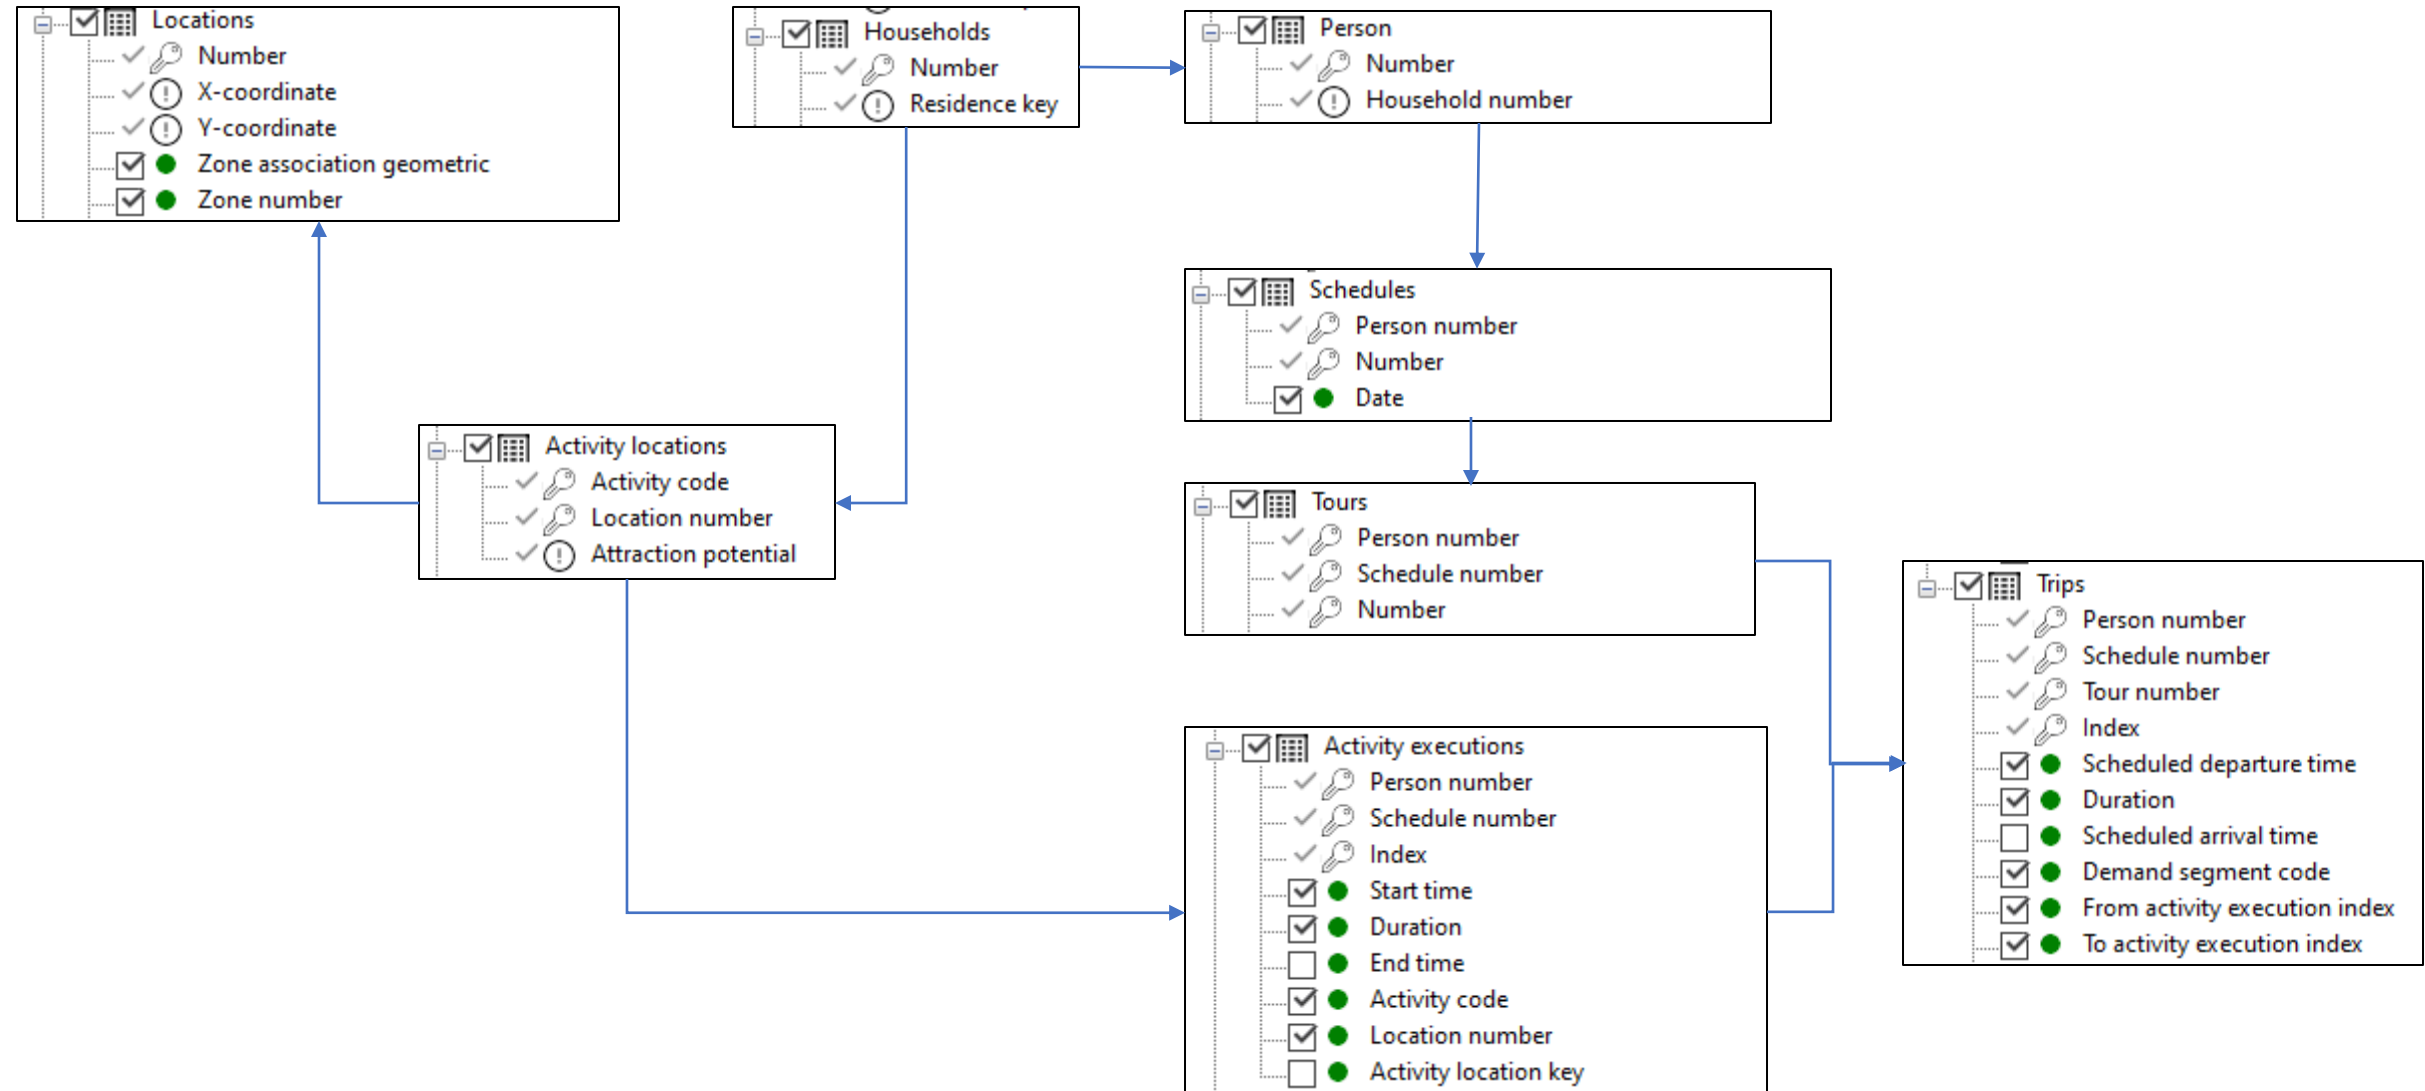 Locations
Number
X-coordinate
Y-coordinate
Zone association geometric
Zone number
Households
Number
Residence key
Person
Number
Household number
Schedules
Person number
Number
Date
Activity locations
Activity code
Location number
Attraction potential
Tours
Person number
Schedule number
Number
Activity executions
Person number
Schedule number
Index
Start time
Duration
End time
Activity code
Location number
Activity location key
Trips
Person number
Schedule number
Tour number
Index
Scheduled departure time
Duration
Scheduled arrival time
Demand segment code
From activity execution index
To activity execution index